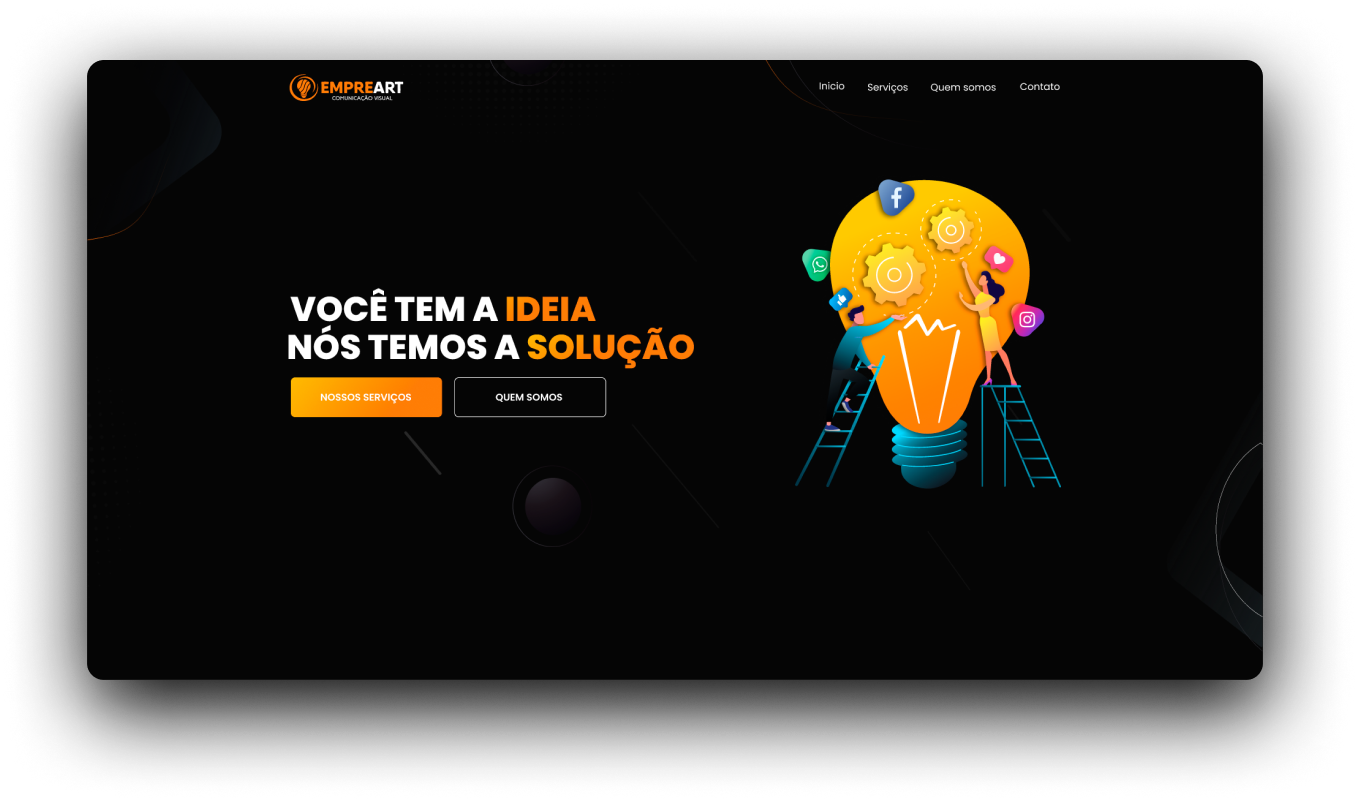 EMPREART
COMUNICAÇÃO VISUAL
Inicio
Serviços
Quem somos
Contato
VOCÊ TEM A IDEIA
NÓS TEMOS A SOLUÇÃO
NOSSOS SERVIÇOS
QUEM SOMOS